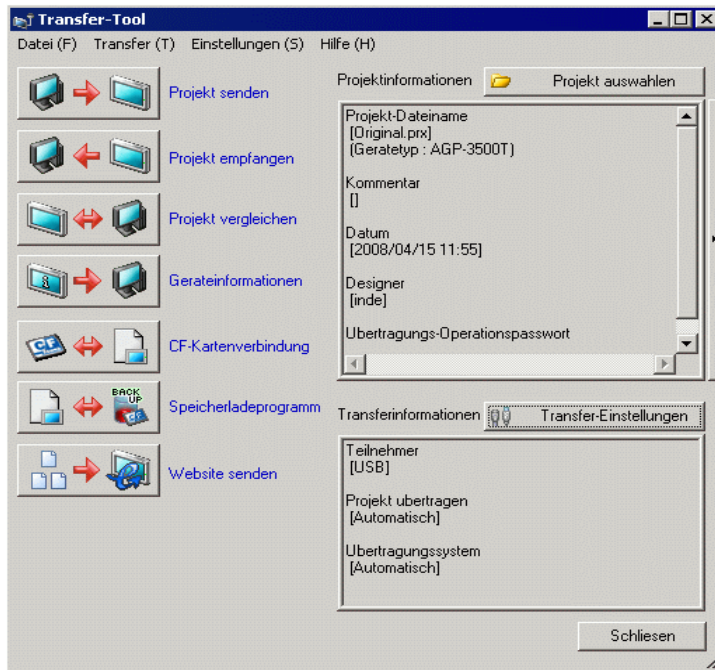 Transfer-Tool
Datei (F) Transfer (T) Einstellungen (S) Hilfe (H)
Projekt senden
Projekt empfangen
Projekt vergleichen
Gerateinformationen
CF-Kartenverbindung
Speicherladeprogramm
Website senden
CF
BACK
UP
Projektinformationen
Projekt auswahlen
Projekt-Dateiname
[Original.prx]
(Geratetyp : AGP-3500T)
Kommentar
[]
Datum
[2008/04/15 11:55]
Designer
[inde]
Ubertragungs-Operationspasswort
Transferinformationen
Transfer-Einstellungen
Teilnehmer
[USB]
Projekt ubertragen
[Automatisch]
Ubertragungssystem
[Automatisch]
Schliesen